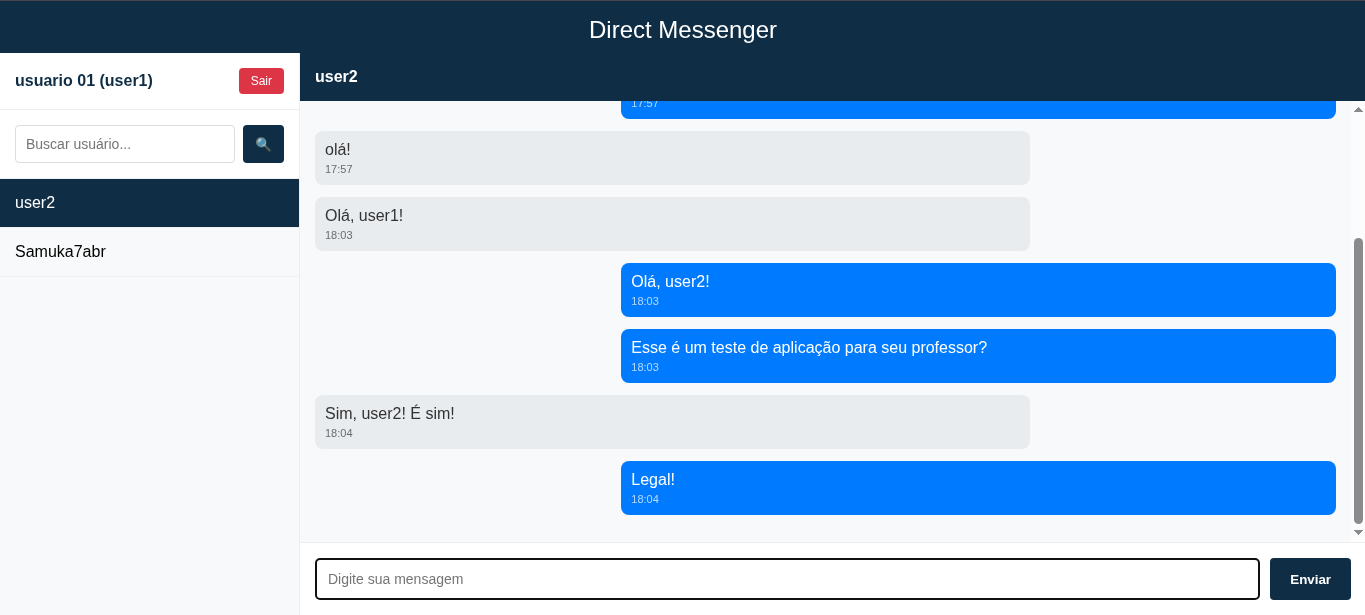 Direct Messenger
usuario 01 (user1)
Sair
Buscar usuário...
user2
Samuka7abr
user2
17:57
olá!
17:57
Olá, user1!
18:03
Olá, user2!
18:03
Esse é um teste de aplicação para seu professor?
18:03
Sim, user2! É sim!
18:04
Legal!
18:04
Digite sua mensagem
Enviar